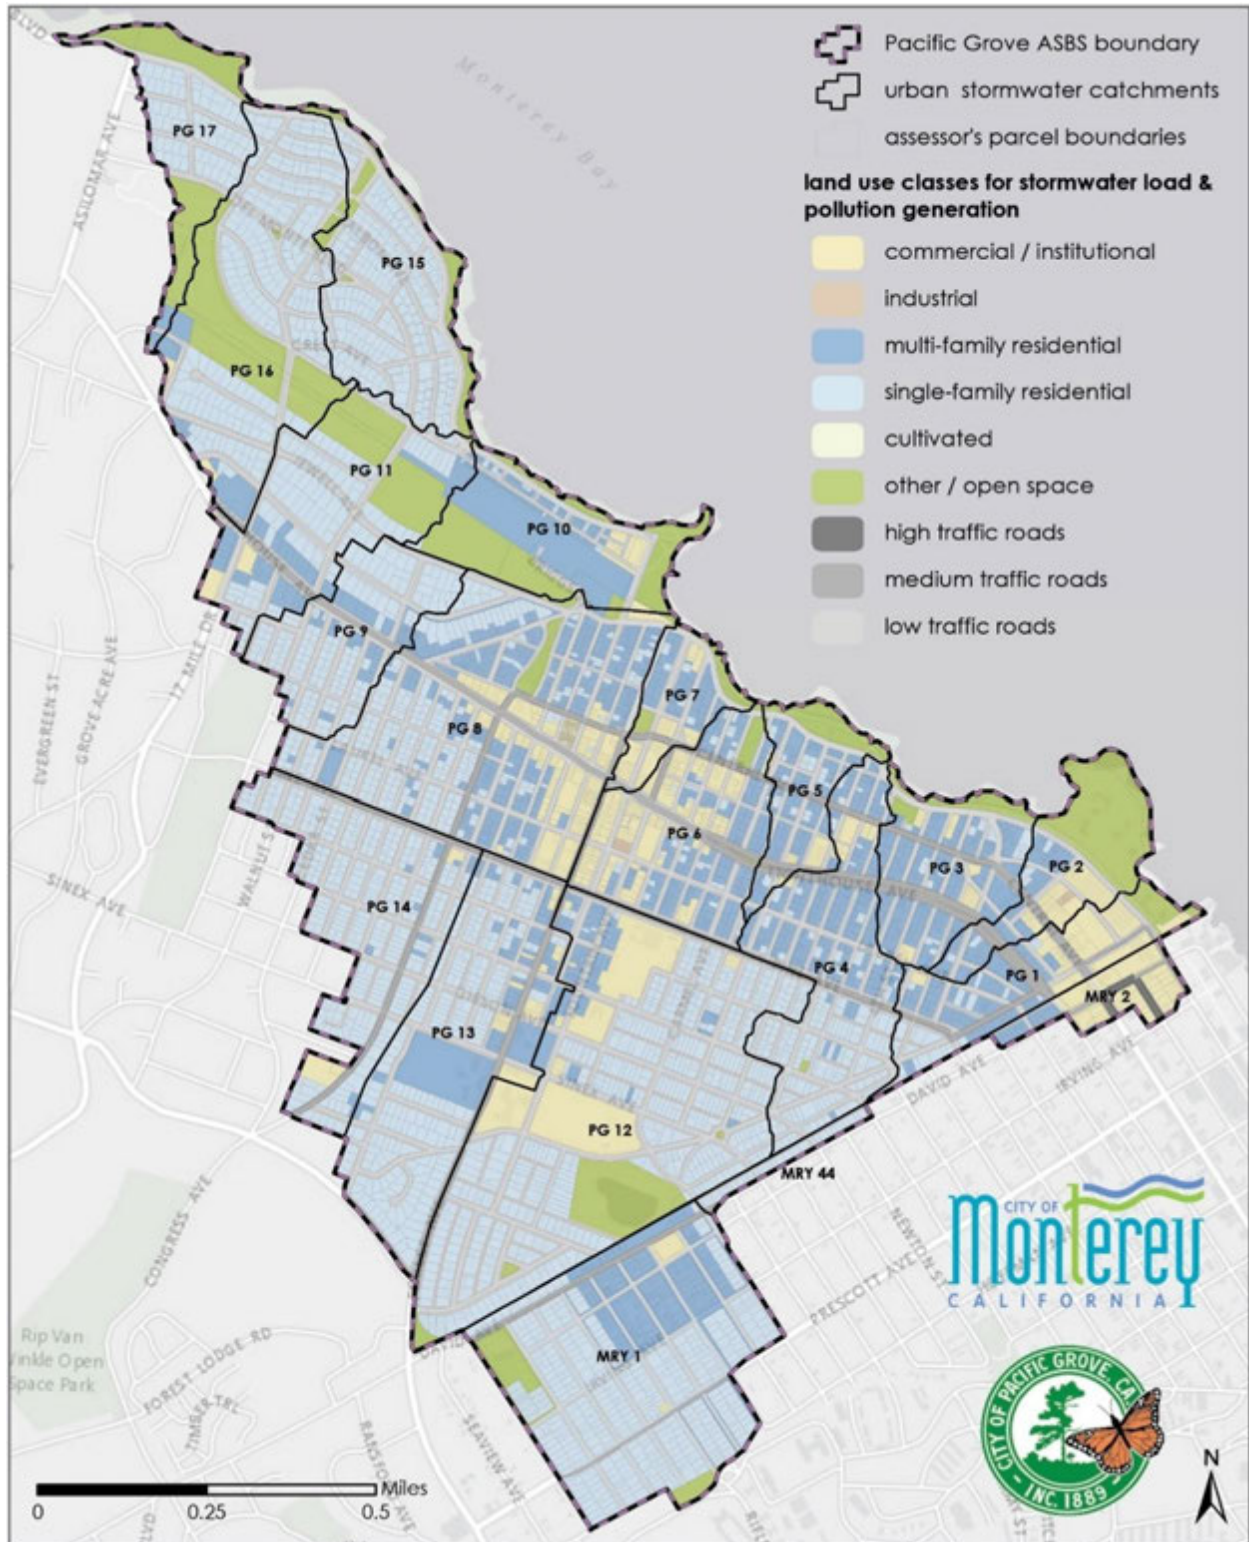 Pacific Grove ASBS boundary
urban stormwater catchments
assessor's parcel boundaries
land use classes for stormwater load &
pollution generation
commercial / institutional
industrial
multi-family residential
single-family residential
cultivated
other / open space
high traffic roads
medium traffic roads
low traffic roads
BLVD
Monterey Bay
ASILOMAR AVE
PG 17
PG 15
PG 16
PG 11
PG 10
PG 9
PG 8
PG 7
PG 5
PG 6
PG 3
PG 2
PG 4
PG 1
MRY 2
PG 14
PG 13
PG 12
MRY 44
MRY 1
17 MILE DR
EVERGREEN ST
GROVE ACRE AVE
SINEX AVE
WALNUT S
LIGHTHOUSE AVE
SINEX AVE
DAVID AVE
IRVING AVE
CONGRESS AVE
NEWTON ST
PRESCOTT AVE
Rip Van
inkle Open
Space Park
FOREST LODGE RD
TIMBER TRL
SEAVIEW AVE
CITY OF
Monterey
CALIFORNIA
CITY OF PACIFIC GROVE, CA.
INC. 1889
N
Miles
0 0.25 0.5